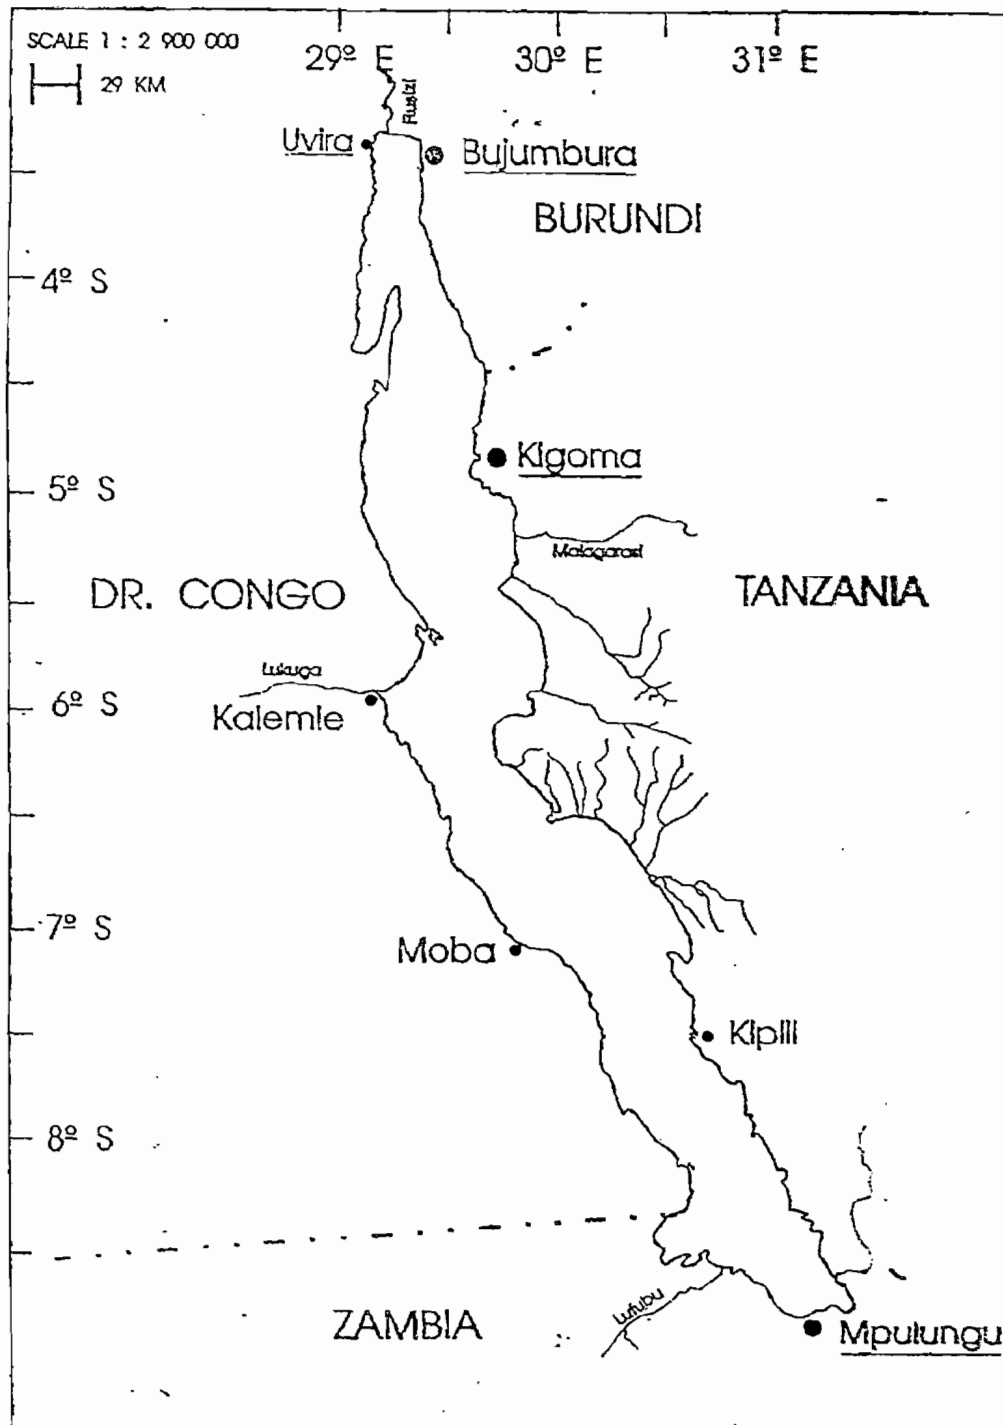 SCALE 1 : 2 900 000
29 KM
29º E
30º E
31º E
Rusizi
Uvira
Bujumbura
BURUNDI
4º S
Kigoma
5º S
Malagarasi
DR. CONGO
TANZANIA
Lukuga
6º S
Kalemie
7º S
Moba
Kipili
8º S
Lufubu
ZAMBIA
Mpulungu